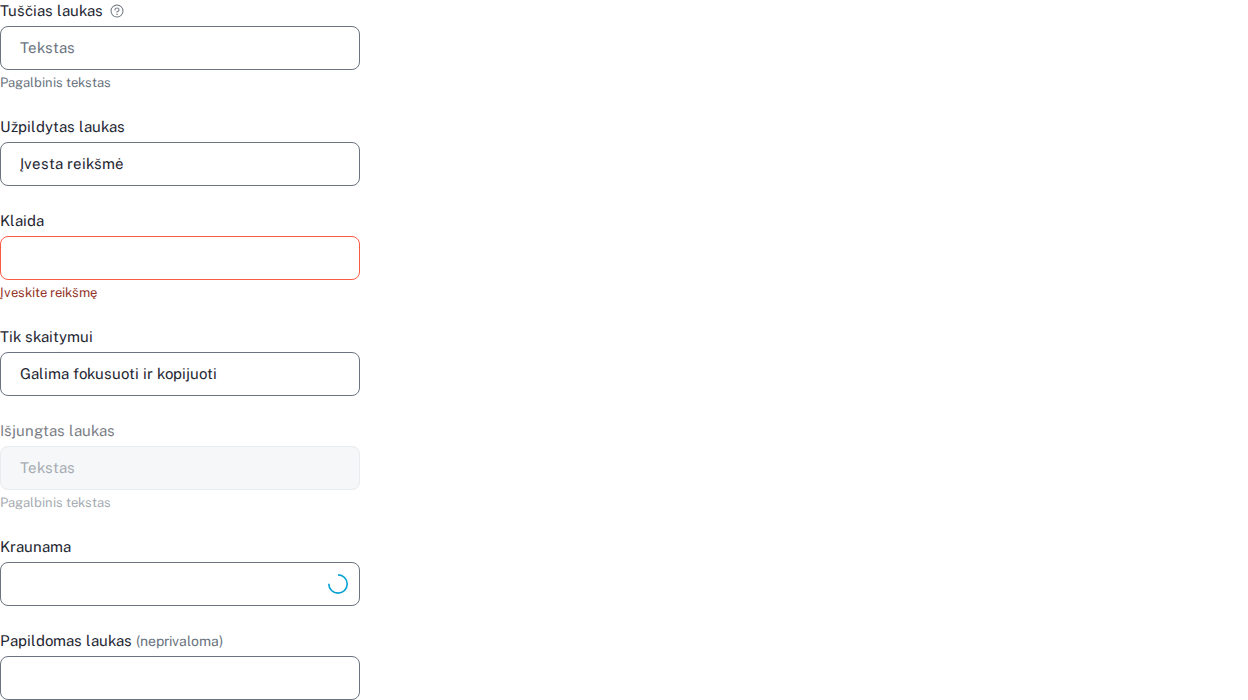 Tuščias laukas
Tekstas
Pagalbinis tekstas
Užpildytas laukas
Įvesta reikšmė
Klaida
Įveskite reikšmę
Tik skaitymui
Galima fokusuoti ir kopijuoti
Išjungtas laukas
Tekstas
Pagalbinis tekstas
Kraunama
Papildomas laukas (neprivaloma)